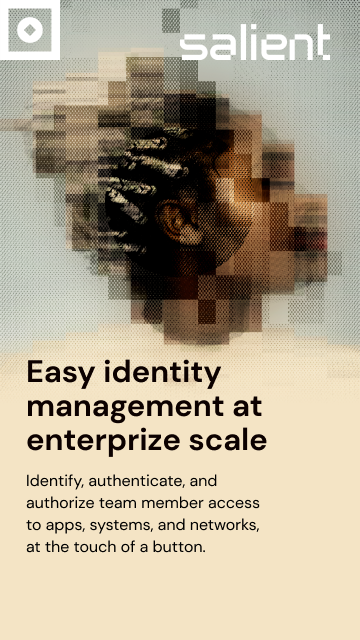 salient
Easy identity
management at
enterprize scale
Identify, authenticate, and
authorize team member access
to apps, systems, and networks,
at the touch of a button.